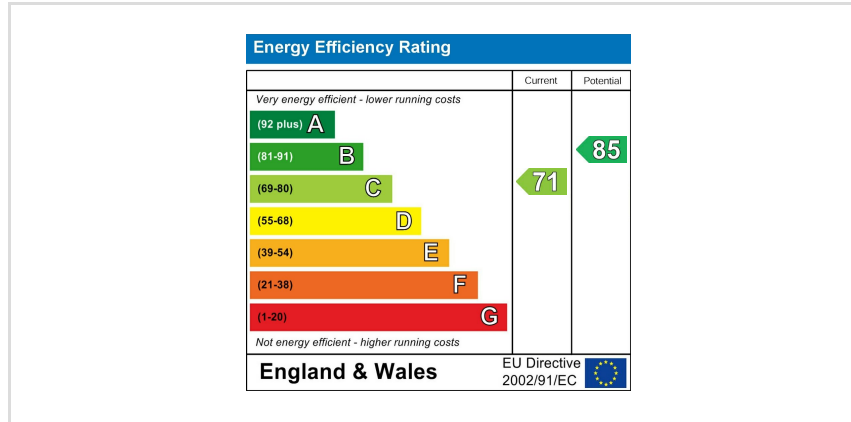 Energy Efficiency Rating
Current Potential
Very energy efficient - lower running costs
(92 plus) A
(81-91) B
85
(69-80) C
71
(55-68) D
(39-54) E
(21-38) F
(1-20) G
Not energy efficient - higher running costs
England & Wales
EU Directive
2002/91/EC